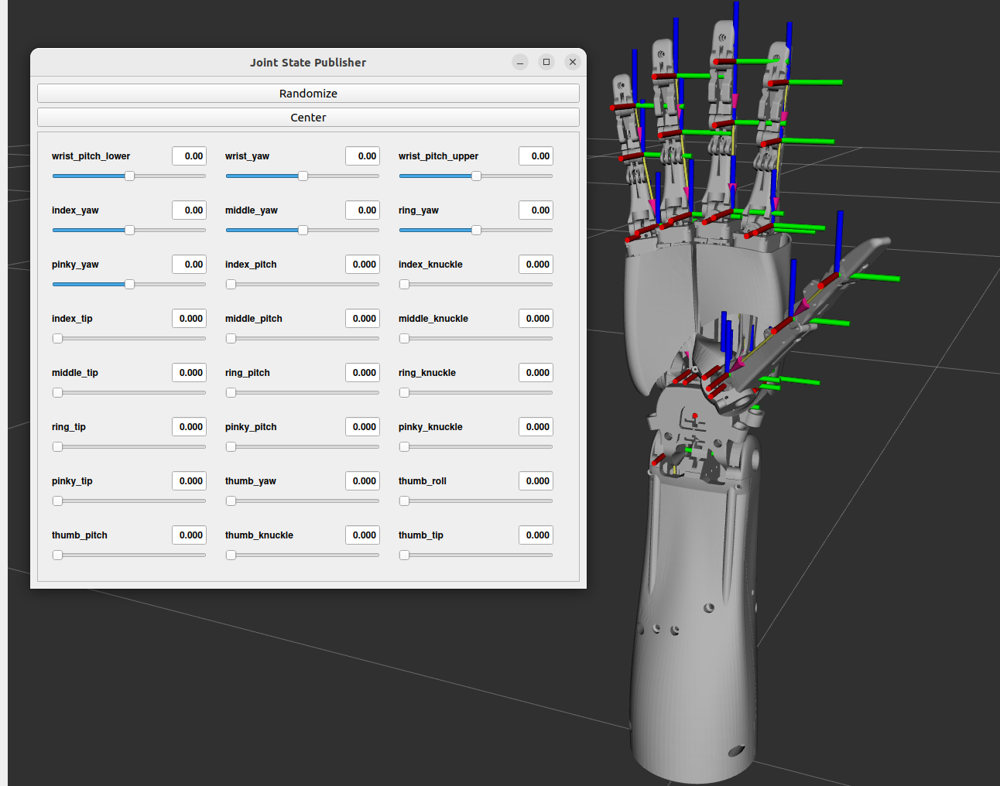 Joint State Publisher
Randomize
Center
wrist_pitch_lower 0.00 wrist_yaw 0.00 wrist_pitch_upper 0.00
index_yaw 0.00 middle_yaw 0.00 ring_yaw 0.00
pinky_yaw 0.00 index_pitch 0.000 index_knuckle 0.000
index_tip 0.000 middle_pitch 0.000 middle_knuckle 0.000
middle_tip 0.000 ring_pitch 0.000 ring_knuckle 0.000
ring_tip 0.000 pinky_pitch 0.000 pinky_knuckle 0.000
pinky_tip 0.000 thumb_yaw 0.000 thumb_roll 0.000
thumb_pitch 0.000 thumb_knuckle 0.000 thumb_tip 0.000